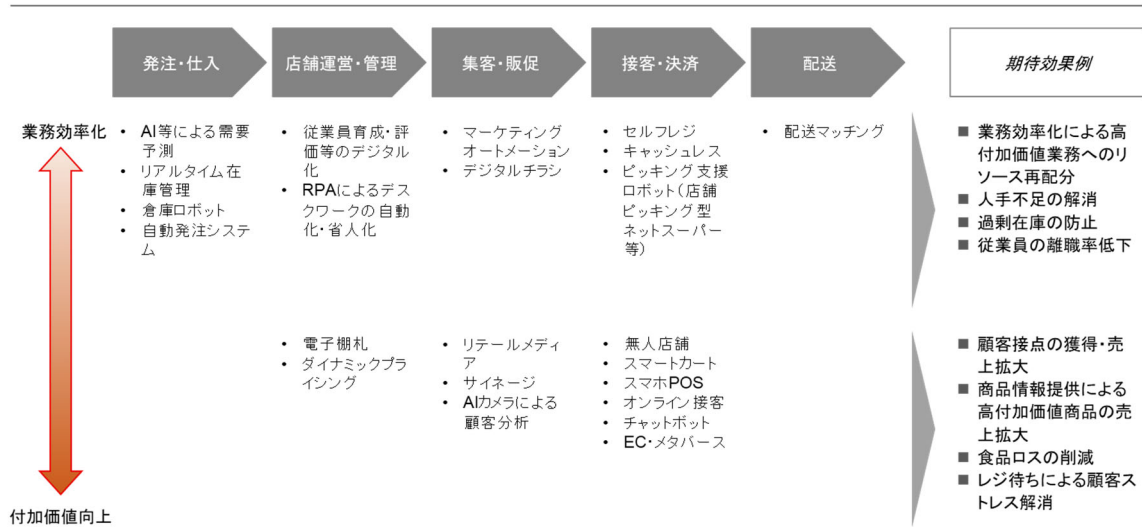 発注・仕入
店舗運営・管理
集客・販促
接客・決済
配送
期待効果例
業務効率化
• AI等による需要
予測
• リアルタイム在
庫管理
• 倉庫ロボット
• 自動発注システ
ム
• 従業員育成・評
価等のデジタル
化
• RPAによるデス
クワークの自動
化・省人化
• マーケティング
オートメーション
• デジタルチラシ
• セルフレジ
• キャッシュレス
• ピッキング支援
ロボット（店舗
ピッキング型
ネットスーパー
等）
• 配送マッチング
■ 業務効率化による高
付加価値業務へのリ
ソース再配分
■ 人手不足の解消
■ 過剰在庫の防止
■ 従業員の離職率低下
• 電子棚札
• ダイナミックプラ
イシング
• リテールメディ
ア
• サイネージ
• AIカメラによる
顧客分析
• 無人店舗
• スマートカート
• スマホPOS
• オンライン接客
• チャットボット
• EC・メタバース
■ 顧客接点の獲得・売
上拡大
■ 商品情報提供による
高付加価値商品の売
上拡大
■ 食品ロスの削減
■ レジ待ちによる顧客ス
トレス解消
付加価値向上